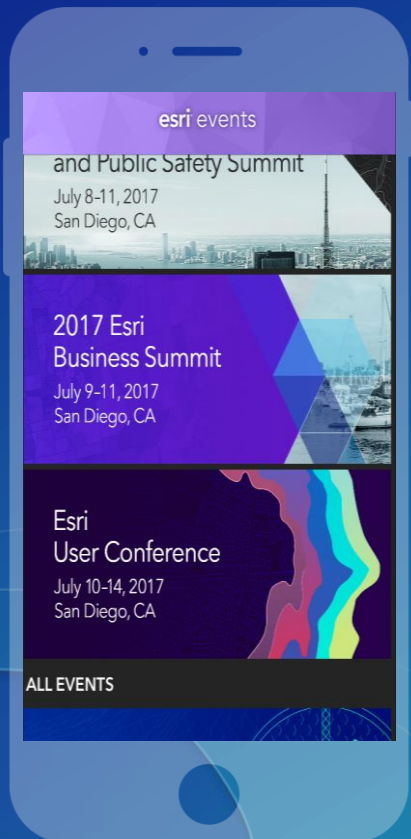 esri events
and Public Safety Summit
July 8-11, 2017
San Diego, CA
2017 Esri
Business Summit
July 9-11, 2017
San Diego, CA
Esri
User Conference
July 10-14, 2017
San Diego, CA
ALL EVENTS